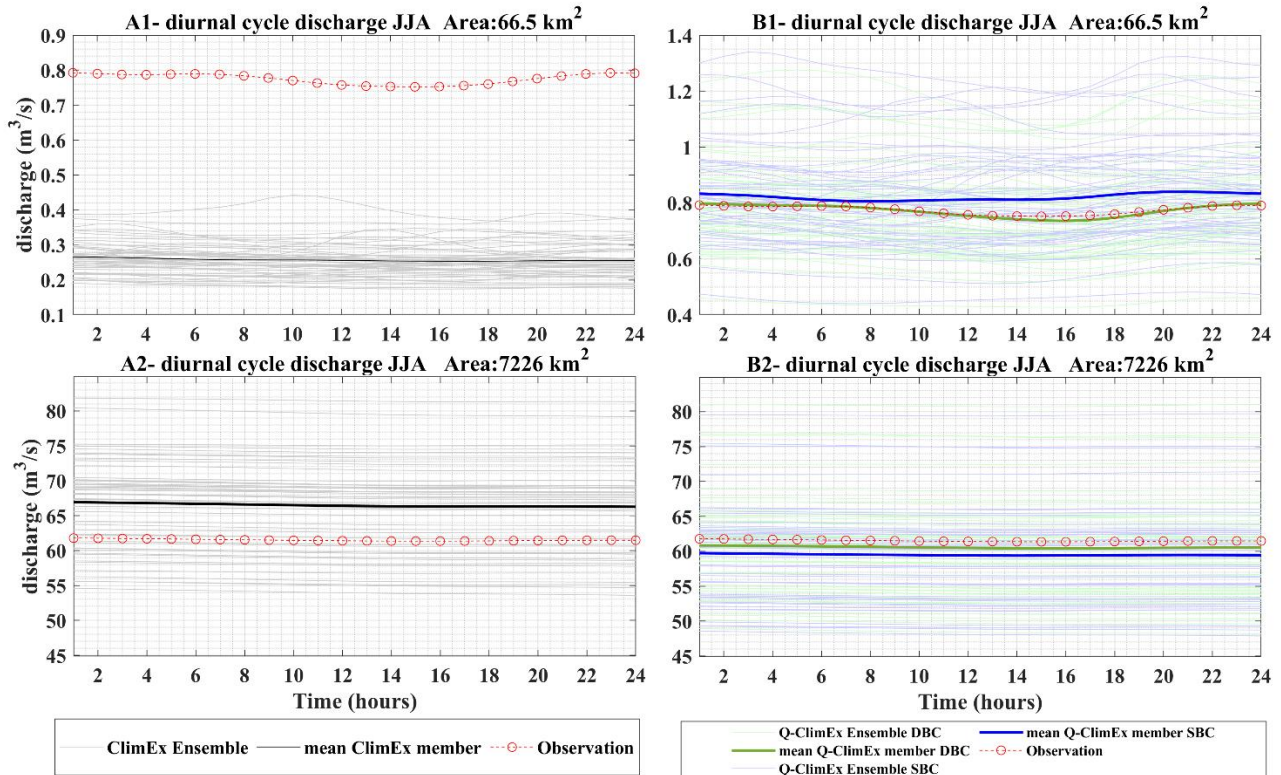 A1- diurnal cycle discharge JJA Area:66.5 km²
0.9
0.8
0.7
0.6
0.5
0.4
0.3
0.2
0.1
discharge (m³/s)
2 4 6 8 10 12 14 16 18 20 22 24
B1- diurnal cycle discharge JJA Area:66.5 km²
1.4
1.2
1
0.8
0.6
0.4
2 4 6 8 10 12 14 16 18 20 22 24
A2- diurnal cycle discharge JJA Area:7226 km²
80
75
70
65
60
55
50
45
discharge (m³/s)
2 4 6 8 10 12 14 16 18 20 22 24
Time (hours)
B2- diurnal cycle discharge JJA Area:7226 km²
80
75
70
65
60
55
50
45
2 4 6 8 10 12 14 16 18 20 22 24
Time (hours)
ClimEx Ensemble mean ClimEx member Observation
Q-ClimEx Ensemble DBC mean Q-ClimEx member SBC
mean Q-ClimEx member DBC Observation
Q-ClimEx Ensemble SBC